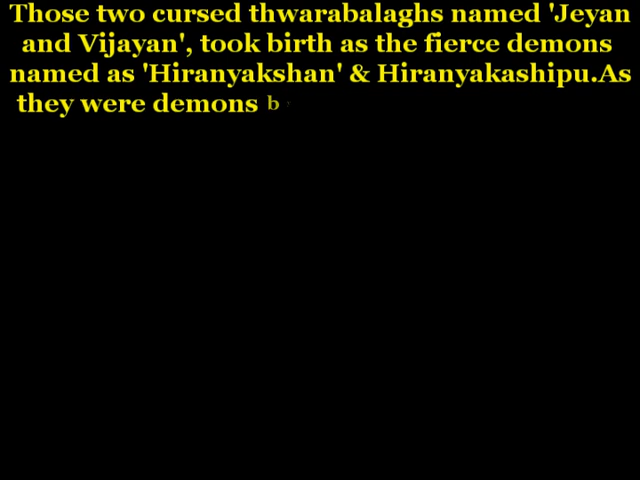 Those two cursed thwarabalaghs named 'Jeyan
and Vijayan', took birth as the fierce demons
named as 'Hiranyakshan' & Hiranyakashipu.As
they were demons b